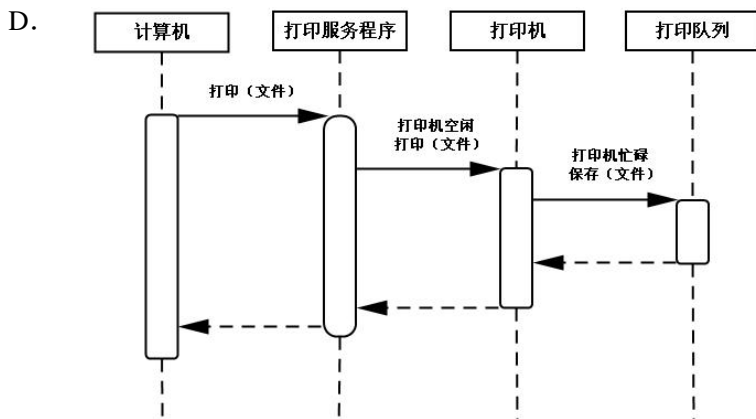 D.
计算机
打印服务程序
打印机
打印队列
打印（文件）
打印机空闲
打印（文件）
打印机忙碌
保存（文件）